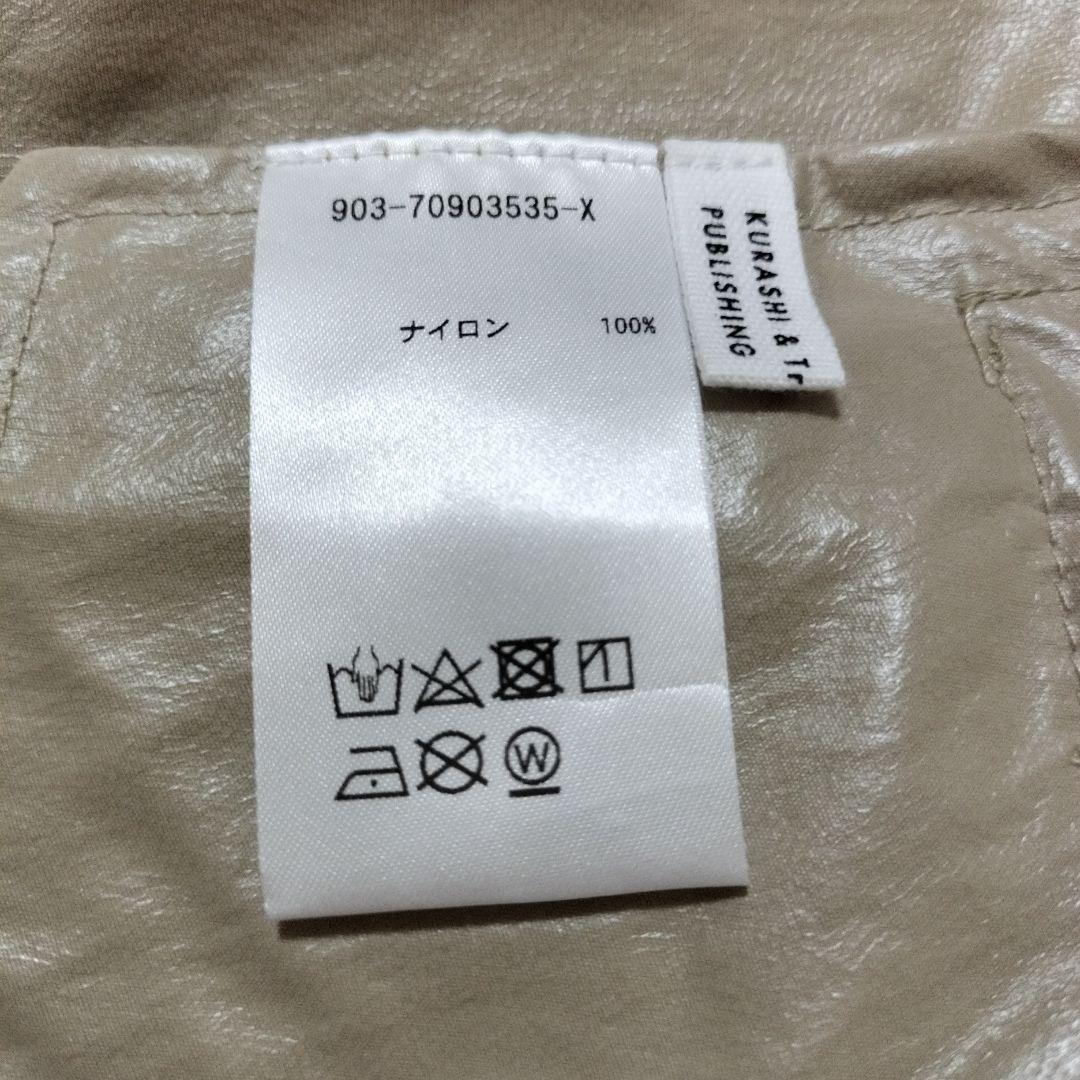 903-70903535-X
ナイロン 100%
KURASHI & Tr
PUBLISHING
W